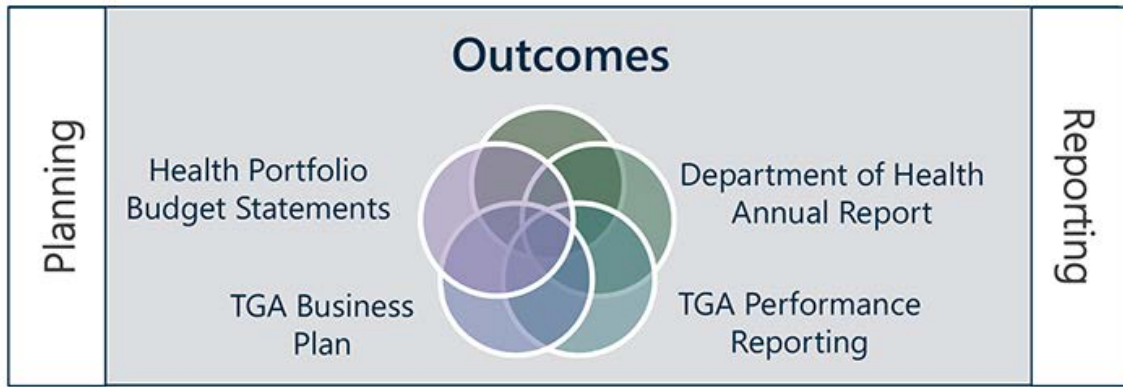 Planning
Outcomes
Health Portfolio
Budget Statements
TGA Business
Plan
Department of Health
Annual Report
TGA Performance
Reporting
Reporting